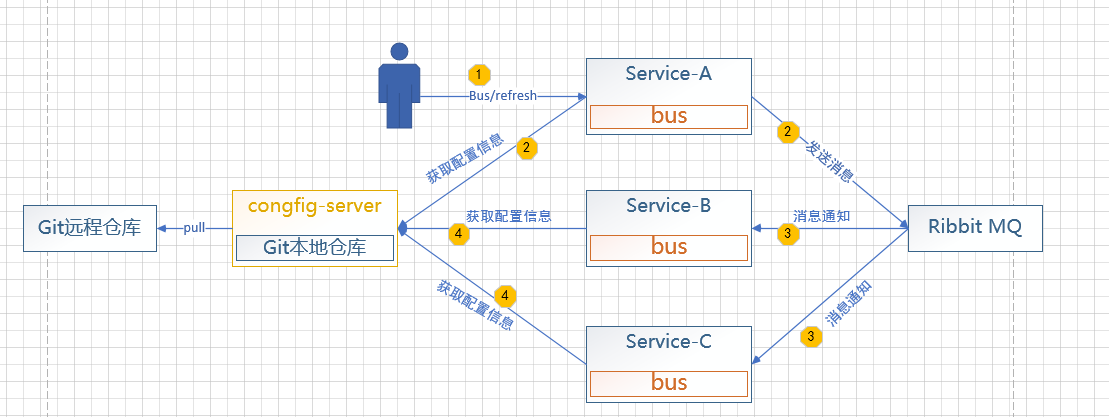 1
Bus/refresh
Service-A
bus
2
获取配置信息
2
发送消息
Git远程仓库
pull
congfig-server
Git本地仓库
获取配置信息
4
Service-B
bus
消息通知
3
Ribbit MQ
获取配置信息
4
Service-C
bus
消息通知
3